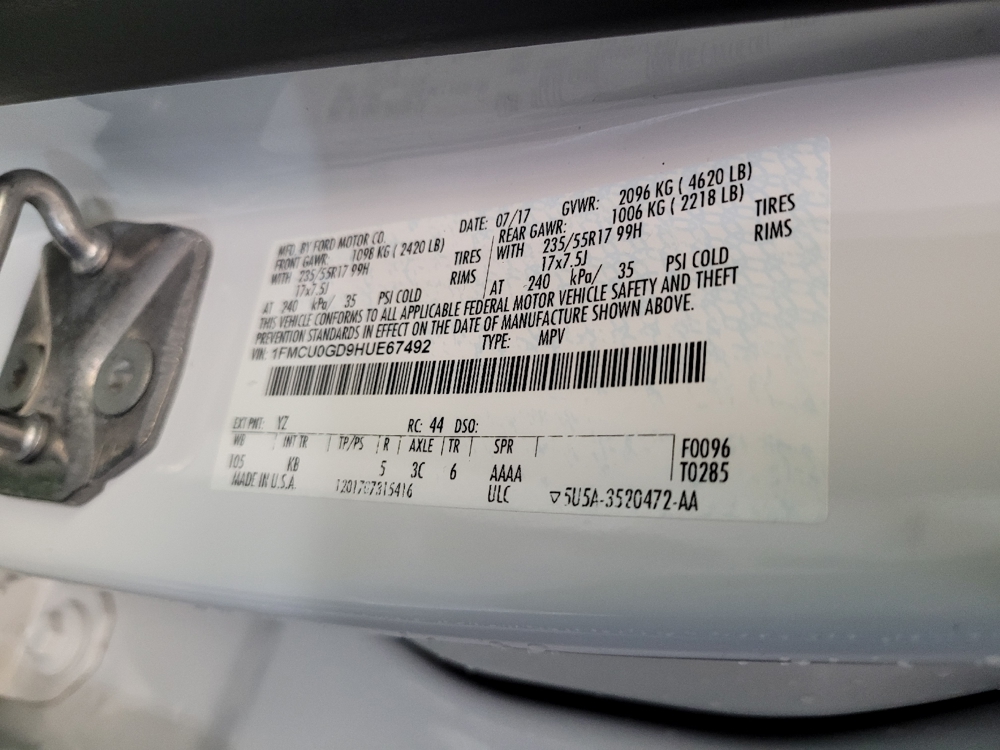 MFD. BY FORD MOTOR CO. DATE: 07/17 GVWR: 2096 KG ( 4620 LB)
FRONT GAWR: 1098 KG ( 2420 LB) REAR GAWR: 1006 KG ( 2218 LB)
WITH 235/55R17 99H TIRES WITH 235/55R17 99H TIRES
17x7.5J RIMS 17x7.5J RIMS
AT 240 kPa/ 35 PSI COLD AT 240 kPa/ 35 PSI COLD
THIS VEHICLE CONFORMS TO ALL APPLICABLE FEDERAL MOTOR VEHICLE SAFETY AND THEFT
PREVENTION STANDARDS IN EFFECT ON THE DATE OF MANUFACTURE SHOWN ABOVE.
VIN: 1FMCU0GD9HUE67492 TYPE: MPV
EXT PNT: YZ RC: 44 DSO:
WB INT TR TP/PS R AXLE TR SPR F0096
105 KB 5 3C 6 AAAA T0285
MADE IN U.S.A. ULC ▽5U5A-3520472-AA